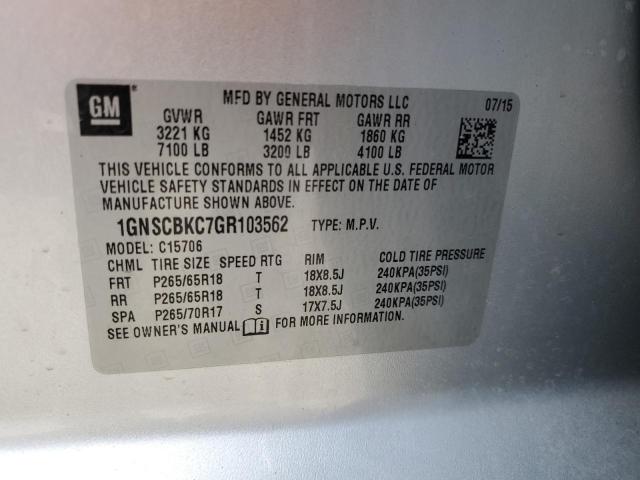 GM ® MFD BY GENERAL MOTORS LLC 07/15
GVWR GAWR FRT GAWR RR
3221 KG 1452 KG 1860 KG
7100 LB 3200 LB 4100 LB
THIS VEHICLE CONFORMS TO ALL APPLICABLE U.S. FEDERAL MOTOR
VEHICLE SAFETY STANDARDS IN EFFECT ON THE DATE OF
MANUFACTURE SHOWN ABOVE.
1GNSCBKC7GR103562 TYPE: M.P.V.
MODEL: C15706
CHML TIRE SIZE SPEED RTG RIM COLD TIRE PRESSURE
FRT P265/65R18 T 18X8.5J 240KPA(35PSI)
RR P265/65R18 T 18X8.5J 240KPA(35PSI)
SPA P265/70R17 S 17X7.5J 240KPA(35PSI)
SEE OWNER'S MANUAL FOR MORE INFORMATION.